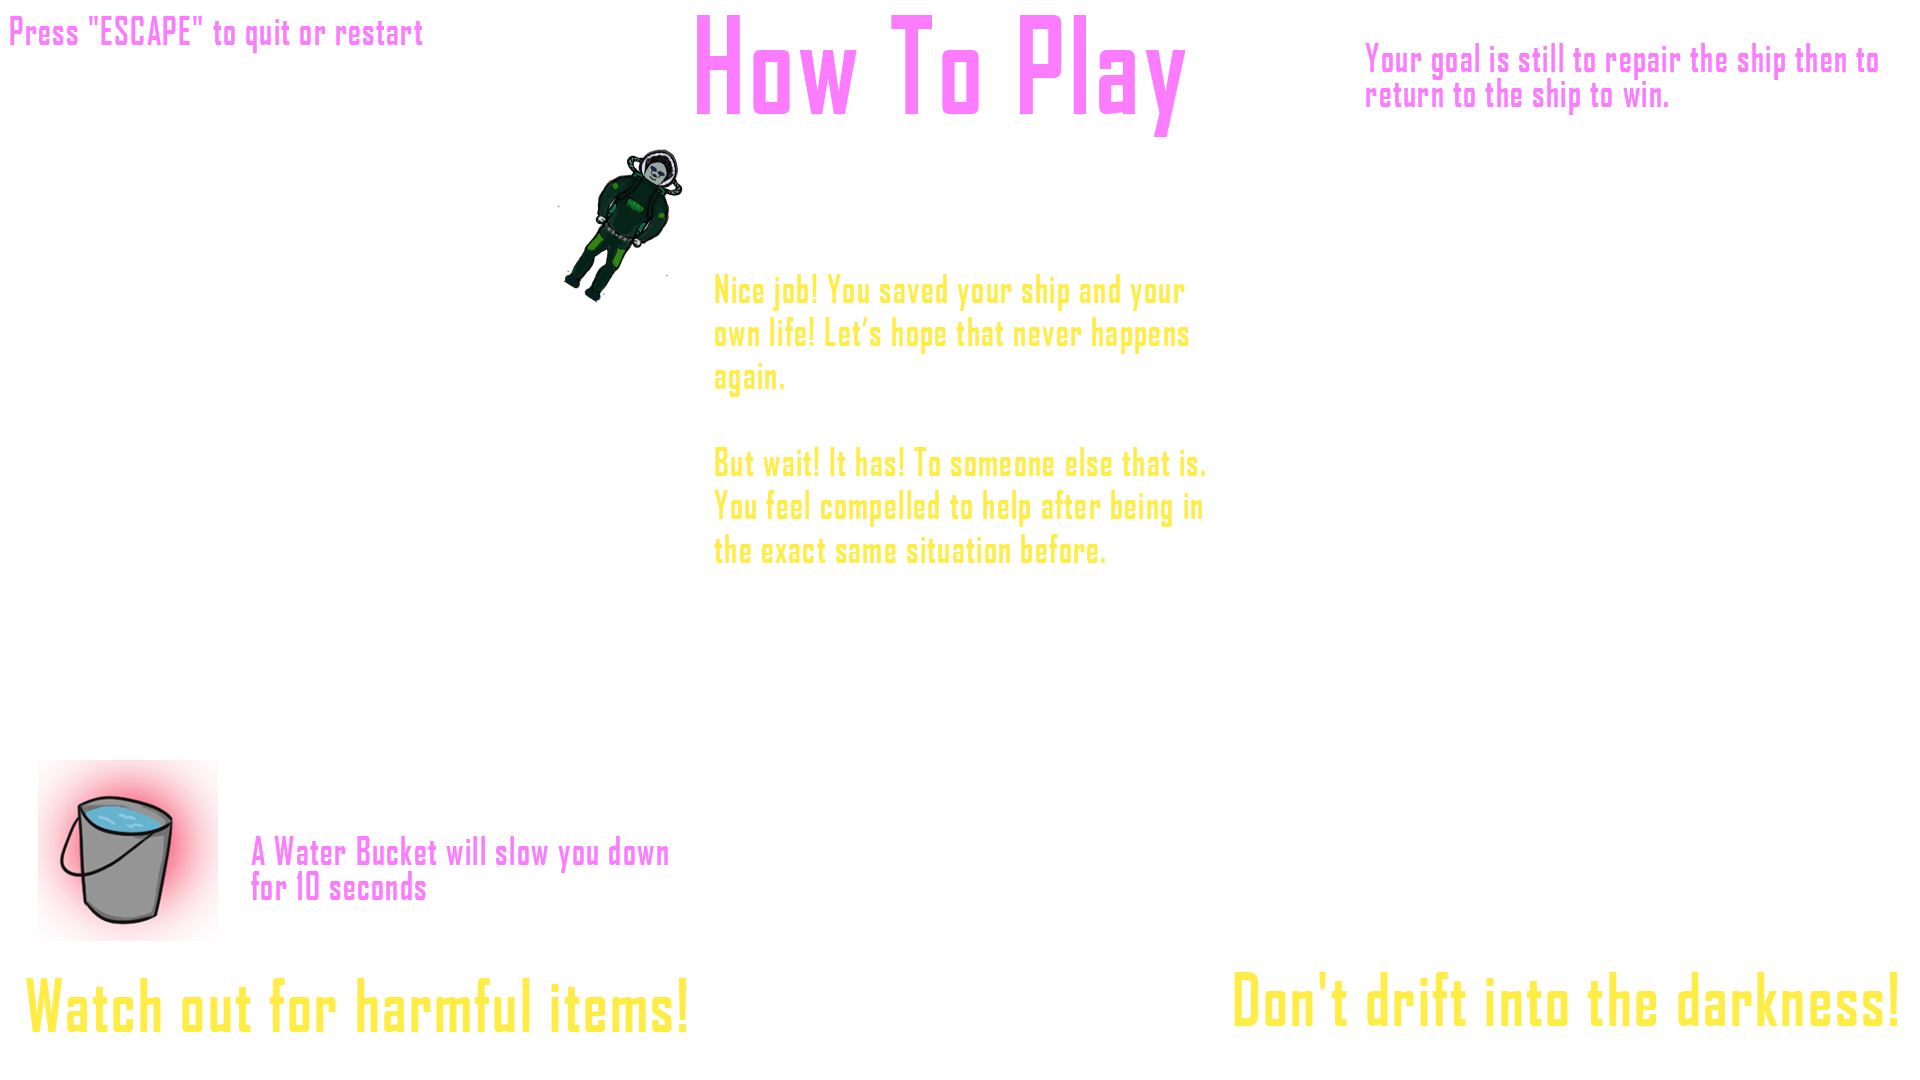 Press "ESCAPE" to quit or restart
How To Play
Your goal is still to repair the ship then to
return to the ship to win.
Nice job! You saved your ship and your
own life! Let's hope that never happens
again.
But wait! It has! To someone else that is.
You feel compelled to help after being in
the exact same situation before.
A Water Bucket will slow you down
for 10 seconds
Watch out for harmful items!
Don't drift into the darkness!